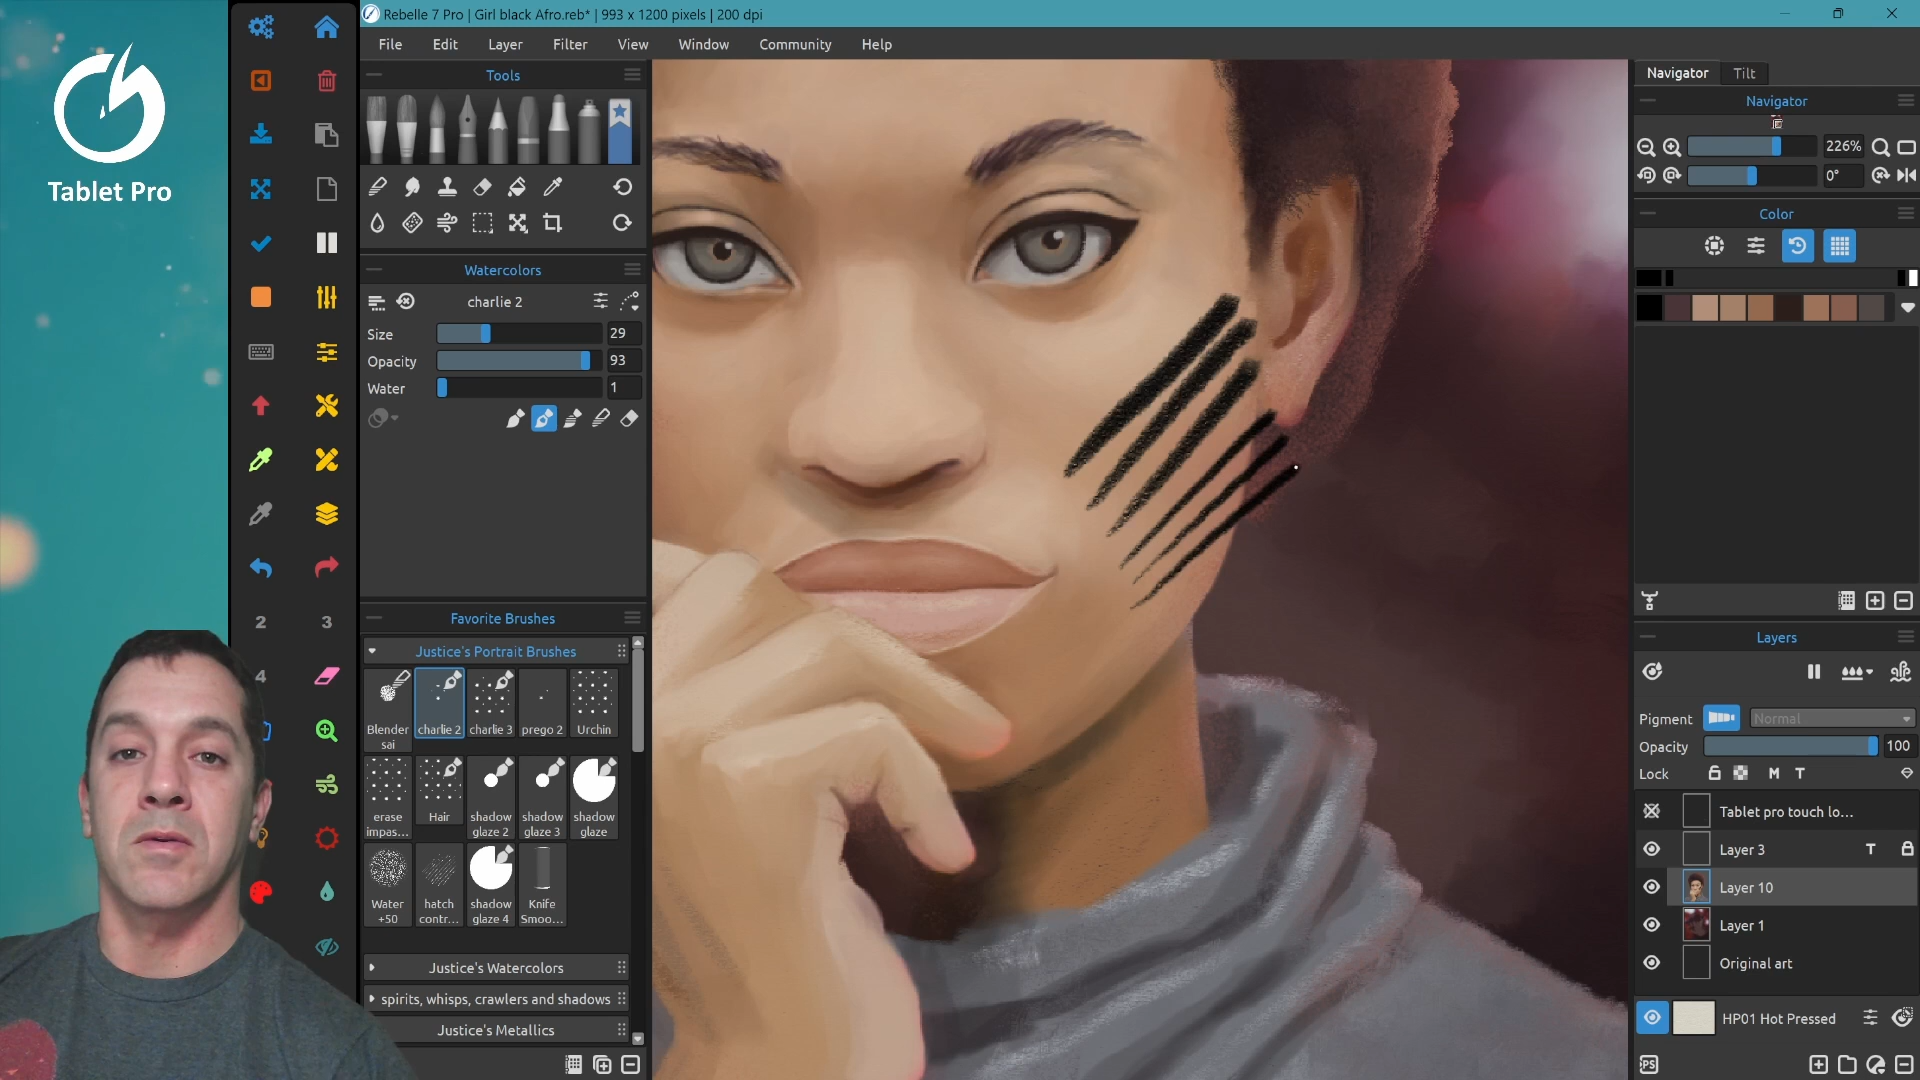 Rebelle 7 Pro | Girl black Afro.reb* | 993 x 1200 pixels | 200 dpi
File Edit Layer Filter View Window Community Help
Tablet Pro
Tools
Watercolors
charlie 2
Size 29
Opacity 93
Water 1
2 3
4
Favorite Brushes
Justice's Portrait Brushes
Blender sai
charlie 2
charlie 3
prego 2
Urchin
erase impas...
Hair
shadow glaze 2
shadow glaze 3
shadow glaze
Water +50
hatch contr...
shadow glaze 4
Knife Smoo...
Justice's Watercolors
spirits, whisps, crawlers and shadows
Justice's Metallics
Navigator Tilt
Navigator
226%
0°
Color
Layers
Pigment Normal
Opacity 100
Lock M T
Tablet pro touch lo...
Layer 3 T
Layer 10
Layer 1
Original art
HP01 Hot Pressed
PS